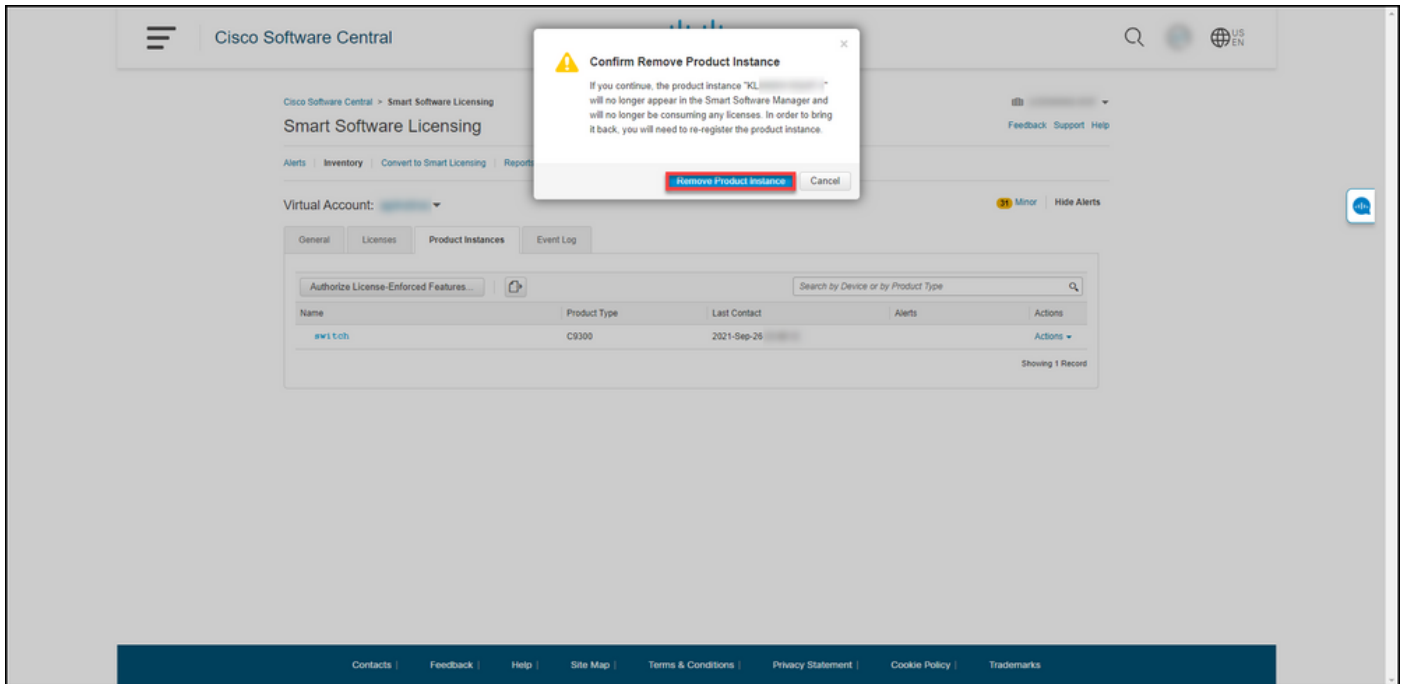 Cisco Software Central
US
EN
Confirm Remove Product Instance
If you continue, the product instance "KL "
will no longer appear in the Smart Software Manager and
will no longer be consuming any licenses. In order to bring
it back, you will need to re-register the product instance.
Remove Product Instance Cancel
Cisco Software Central > Smart Software Licensing
Smart Software Licensing
Feedback Support Help
Alerts | Inventory | Convert to Smart Licensing | Reports
Virtual Account:
31 Minor | Hide Alerts
General Licenses Product Instances Event Log
Authorize License-Enforced Features...
Search by Device or by Product Type
Name Product Type Last Contact Alerts Actions
switch C9300 2021-Sep-26 Actions
Showing 1 Record
Contacts | Feedback | Help | Site Map | Terms & Conditions | Privacy Statement | Cookie Policy | Trademarks